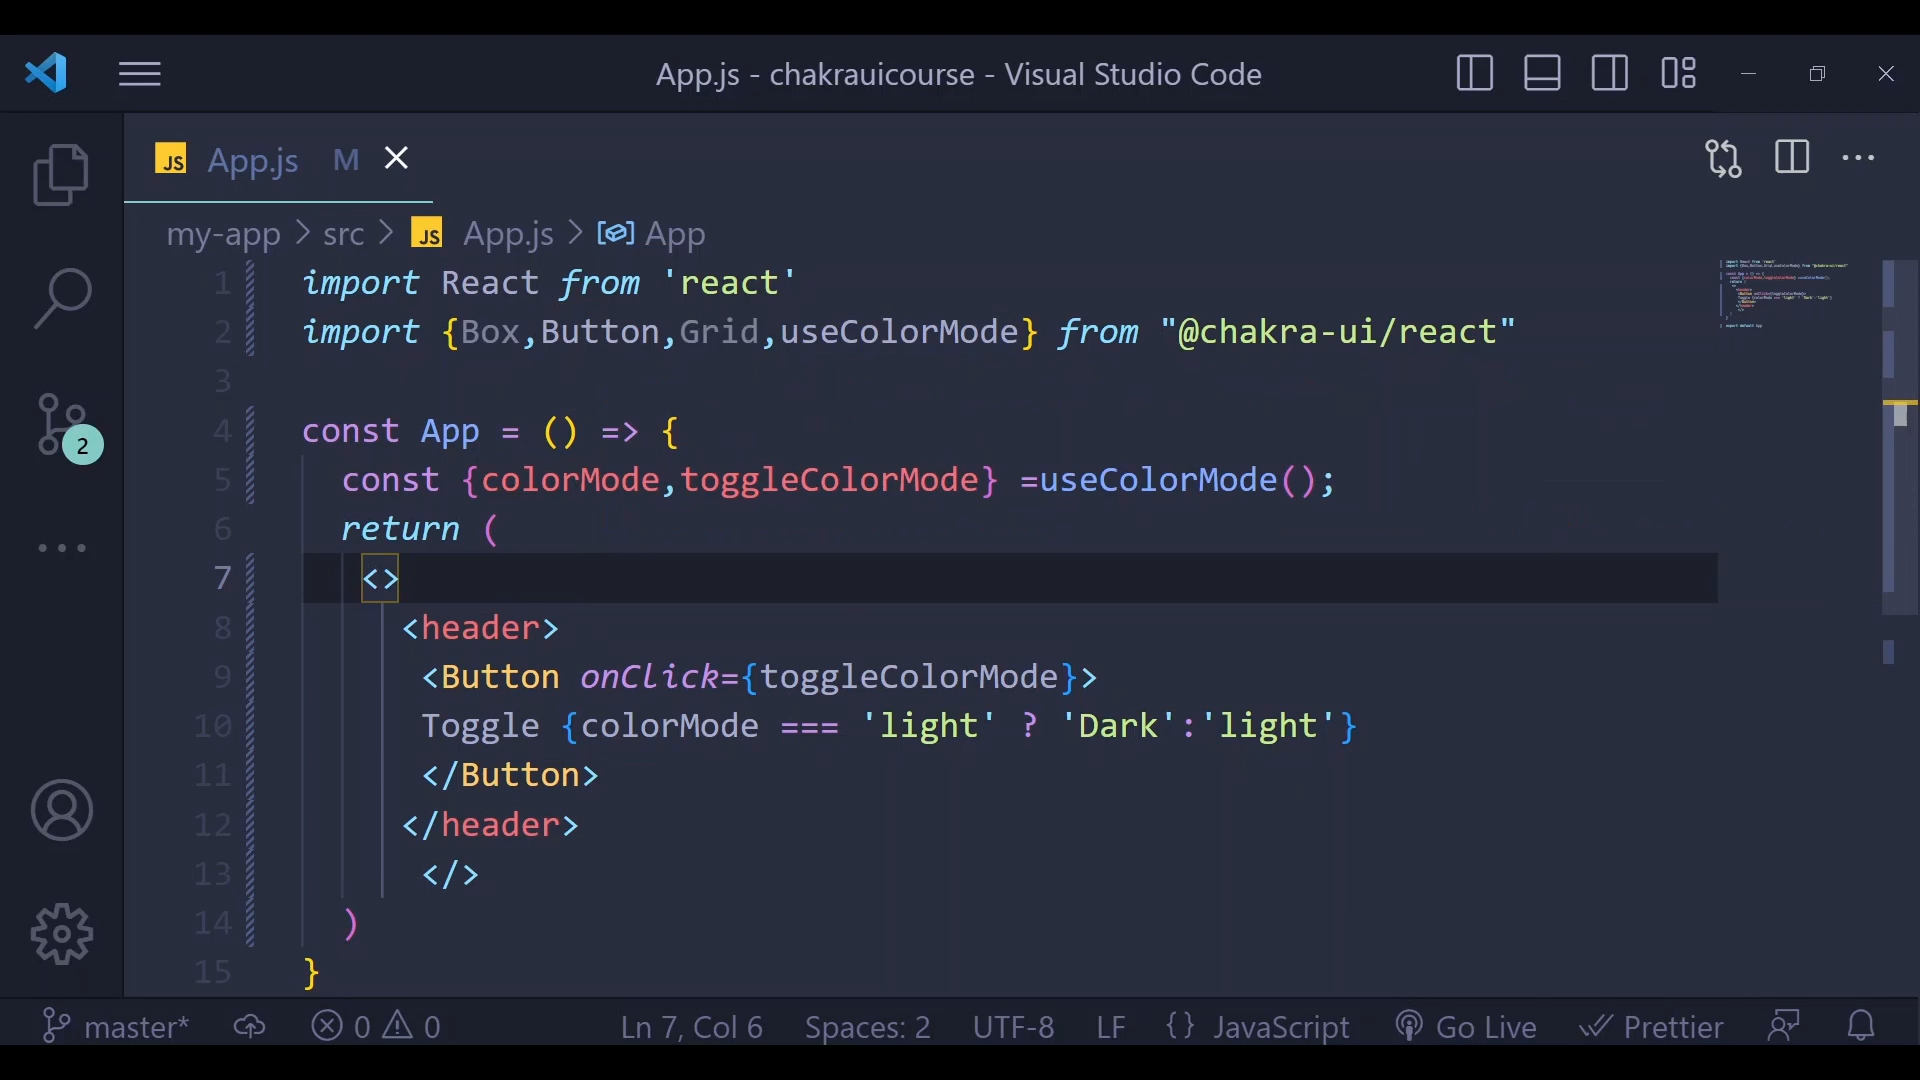 App.js - chakrauicourse - Visual Studio Code
JS App.js M
my-app > src > JS App.js > App
1 import React from 'react'
2 import {Box,Button,Grid,useColorMode} from "@chakra-ui/react"
3
4 const App = () => {
5 const {colorMode,toggleColorMode} =useColorMode();
6 return (
7 <>
8 <header>
9 <Button onClick={toggleColorMode}>
10 Toggle {colorMode === 'light' ? 'Dark':'light'}
11 </Button>
12 </header>
13 </>
14 )
15 }
2
master* 0 0 Ln 7, Col 6 Spaces: 2 UTF-8 LF {} JavaScript Go Live Prettier